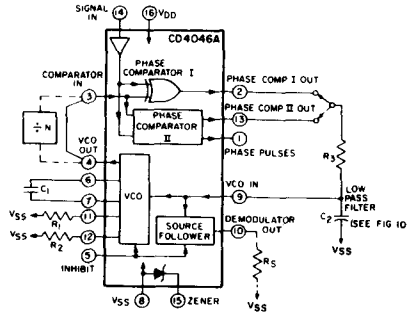 SIGNAL IN
14
16 VDD
CD4046A
PHASE COMPARATOR I
COMPARATOR IN
3
PHASE COMP I OUT
2
PHASE COMP II OUT
13
÷ N
PHASE COMPARATOR II
1
PHASE PULSES
VCO OUT
4
R3
6
VCO
VCO IN
9
LOW PASS FILTER
C1
7
C2
(SEE FIG 10)
VSS
R1
11
SOURCE FOLLOWER
DEMODULATOR OUT
10
VSS
VSS
R2
12
5
INHIBIT
RS
VSS
8
15 ZENER
VSS